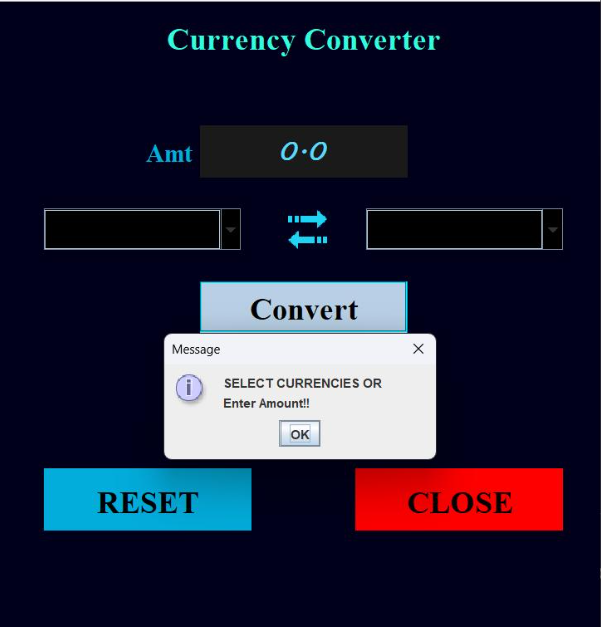 Currency Converter
Amt 0.0
Convert
Message
SELECT CURRENCIES OR
Enter Amount!!
OK
RESET CLOSE